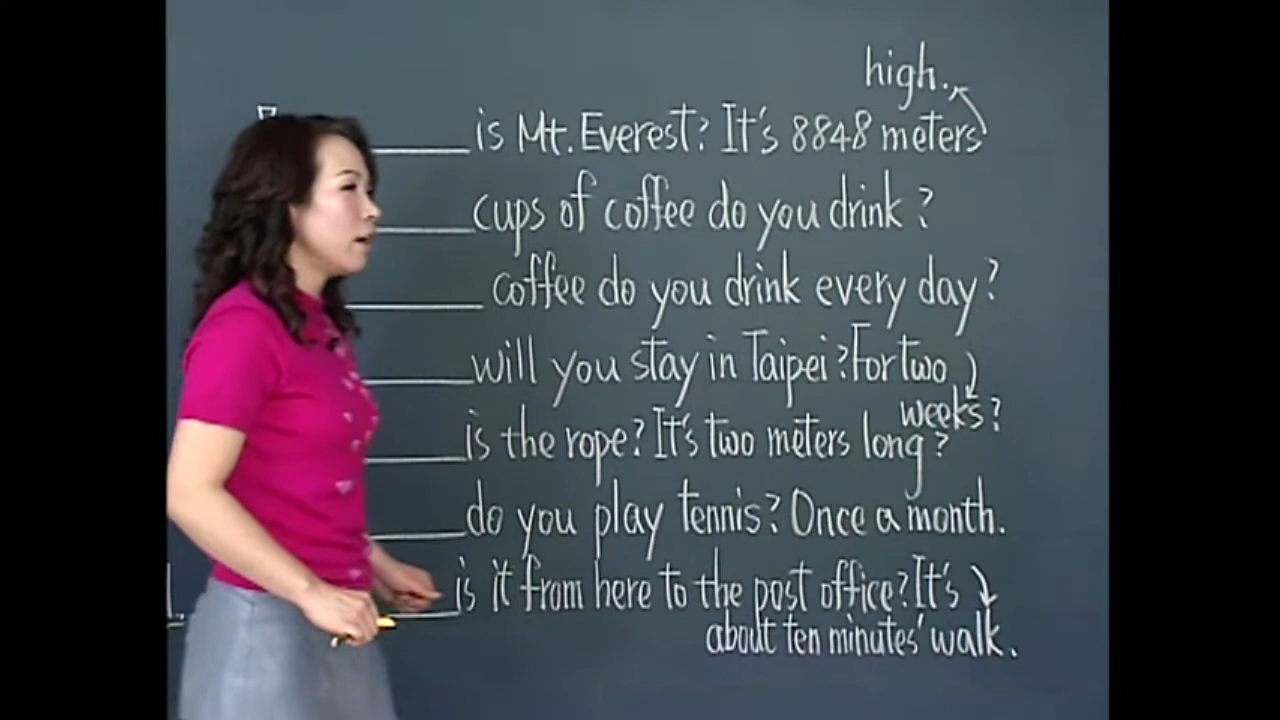 high.
is Mt. Everest? It's 8848 meters
cups of coffee do you drink?
coffee do you drink every day?
will you stay in Taipei? For two
weeks?
is the rope? It's two meters long?
do you play tennis? Once a month.
is it from here to the post office? It's
about ten minutes' walk.